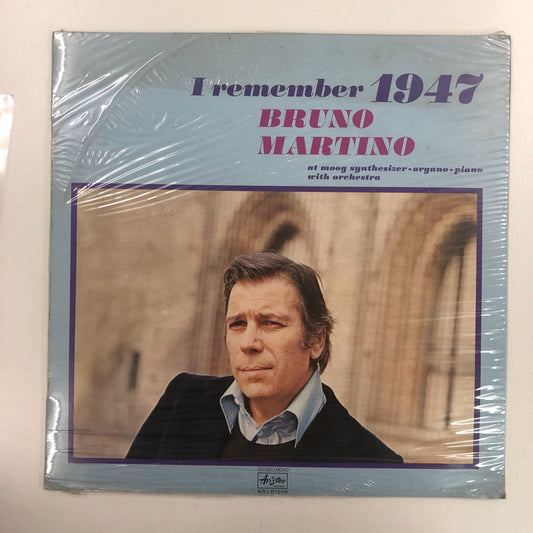 I remember 1947
BRUNO
MARTINO
at moog synthesizer-organo-piano
with orchestra
STEREO-MONO
Ariston